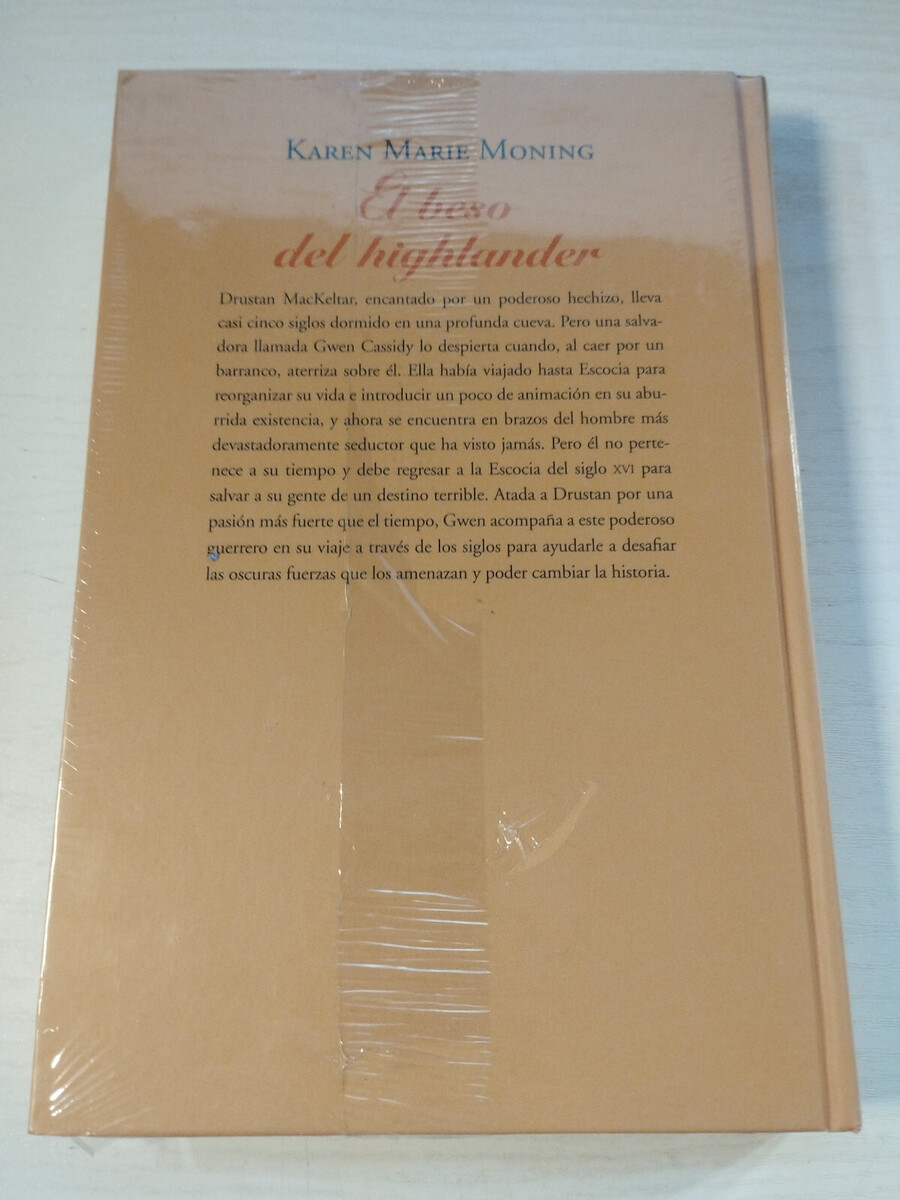 KAREN MARIE MONING
El beso
del highlander
Drustan MacKeltar, encantado por un poderoso hechizo, lleva
casi cinco siglos dormido en una profunda cueva. Pero una salva-
dora llamada Gwen Cassidy lo despierta cuando, al caer por un
barranco, aterriza sobre él. Ella había viajado hasta Escocia para
reorganizar su vida e introducir un poco de animación en su abu-
rrida existencia, y ahora se encuentra en brazos del hombre más
devastadoramente seductor que ha visto jamás. Pero él no perte-
nece a su tiempo y debe regresar a la Escocia del siglo XVI para
salvar a su gente de un destino terrible. Atada a Drustan por una
pasión más fuerte que el tiempo, Gwen acompaña a este poderoso
guerrero en su viaje a través de los siglos para ayudarle a desafiar
las oscuras fuerzas que los amenazan y poder cambiar la historia.